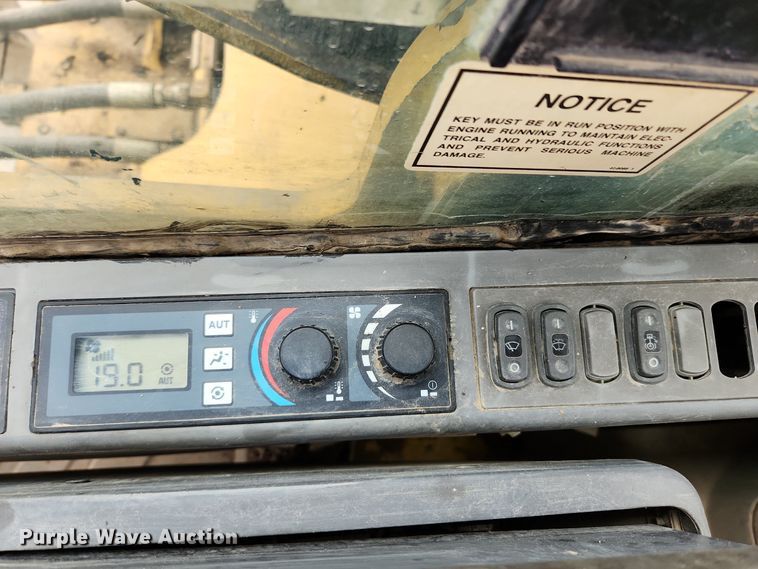 NOTICE
KEY MUST BE IN RUN POSITION WITH
ENGINE RUNNING TO MAINTAIN ELEC-
TRICAL AND HYDRAULIC FUNCTIONS
AND PREVENT SERIOUS MACHINE
DAMAGE.
AUT
19.0
AUT
Purple Wave Auction